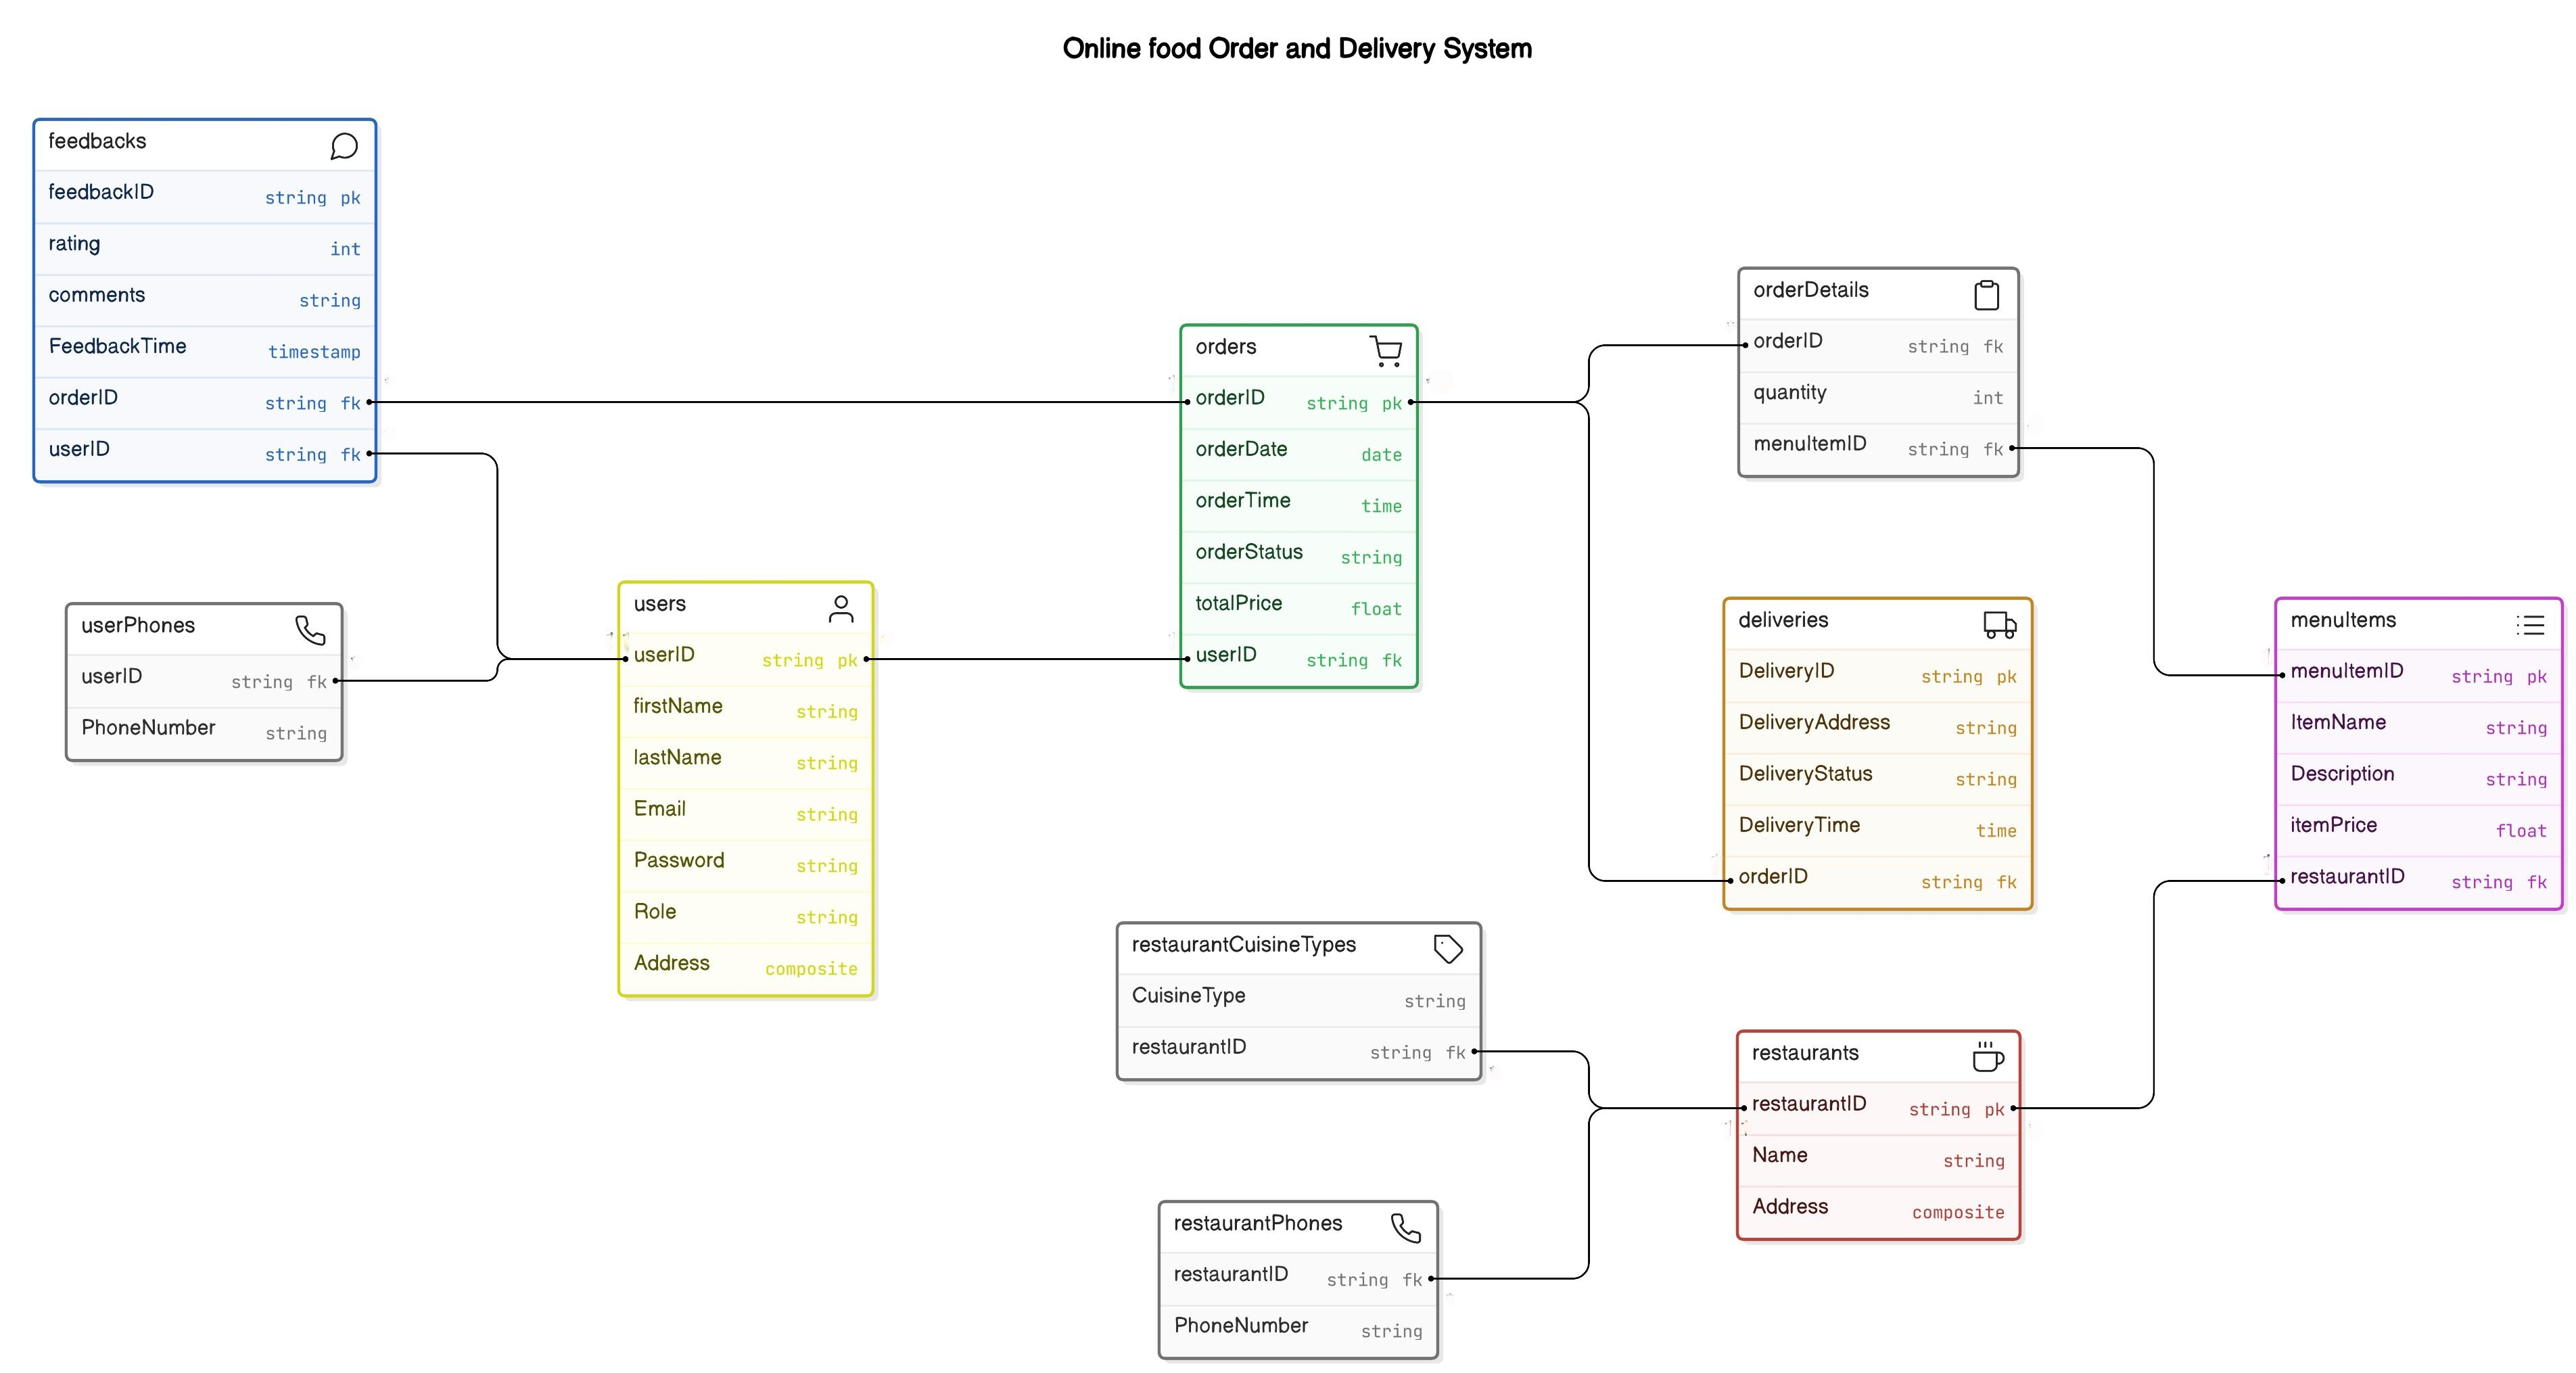 Online food Order and Delivery System
feedbacks
feedbackID string pk
rating int
comments string
FeedbackTime timestamp
orderID string fk
userID string fk
userPhones
userID string fk
PhoneNumber string
users
userID string pk
firstName string
lastName string
Email string
Password string
Role string
Address composite
orders
orderID string pk
orderDate date
orderTime time
orderStatus string
totalPrice float
userID string fk
orderDetails
orderID string fk
quantity int
menuItemID string fk
deliveries
DeliveryID string pk
DeliveryAddress string
DeliveryStatus string
DeliveryTime time
orderID string fk
menuItems
menuItemID string pk
ItemName string
Description string
itemPrice float
restaurantID string fk
restaurantCuisineTypes
CuisineType string
restaurantID string fk
restaurants
restaurantID string pk
Name string
Address composite
restaurantPhones
restaurantID string fk
PhoneNumber string